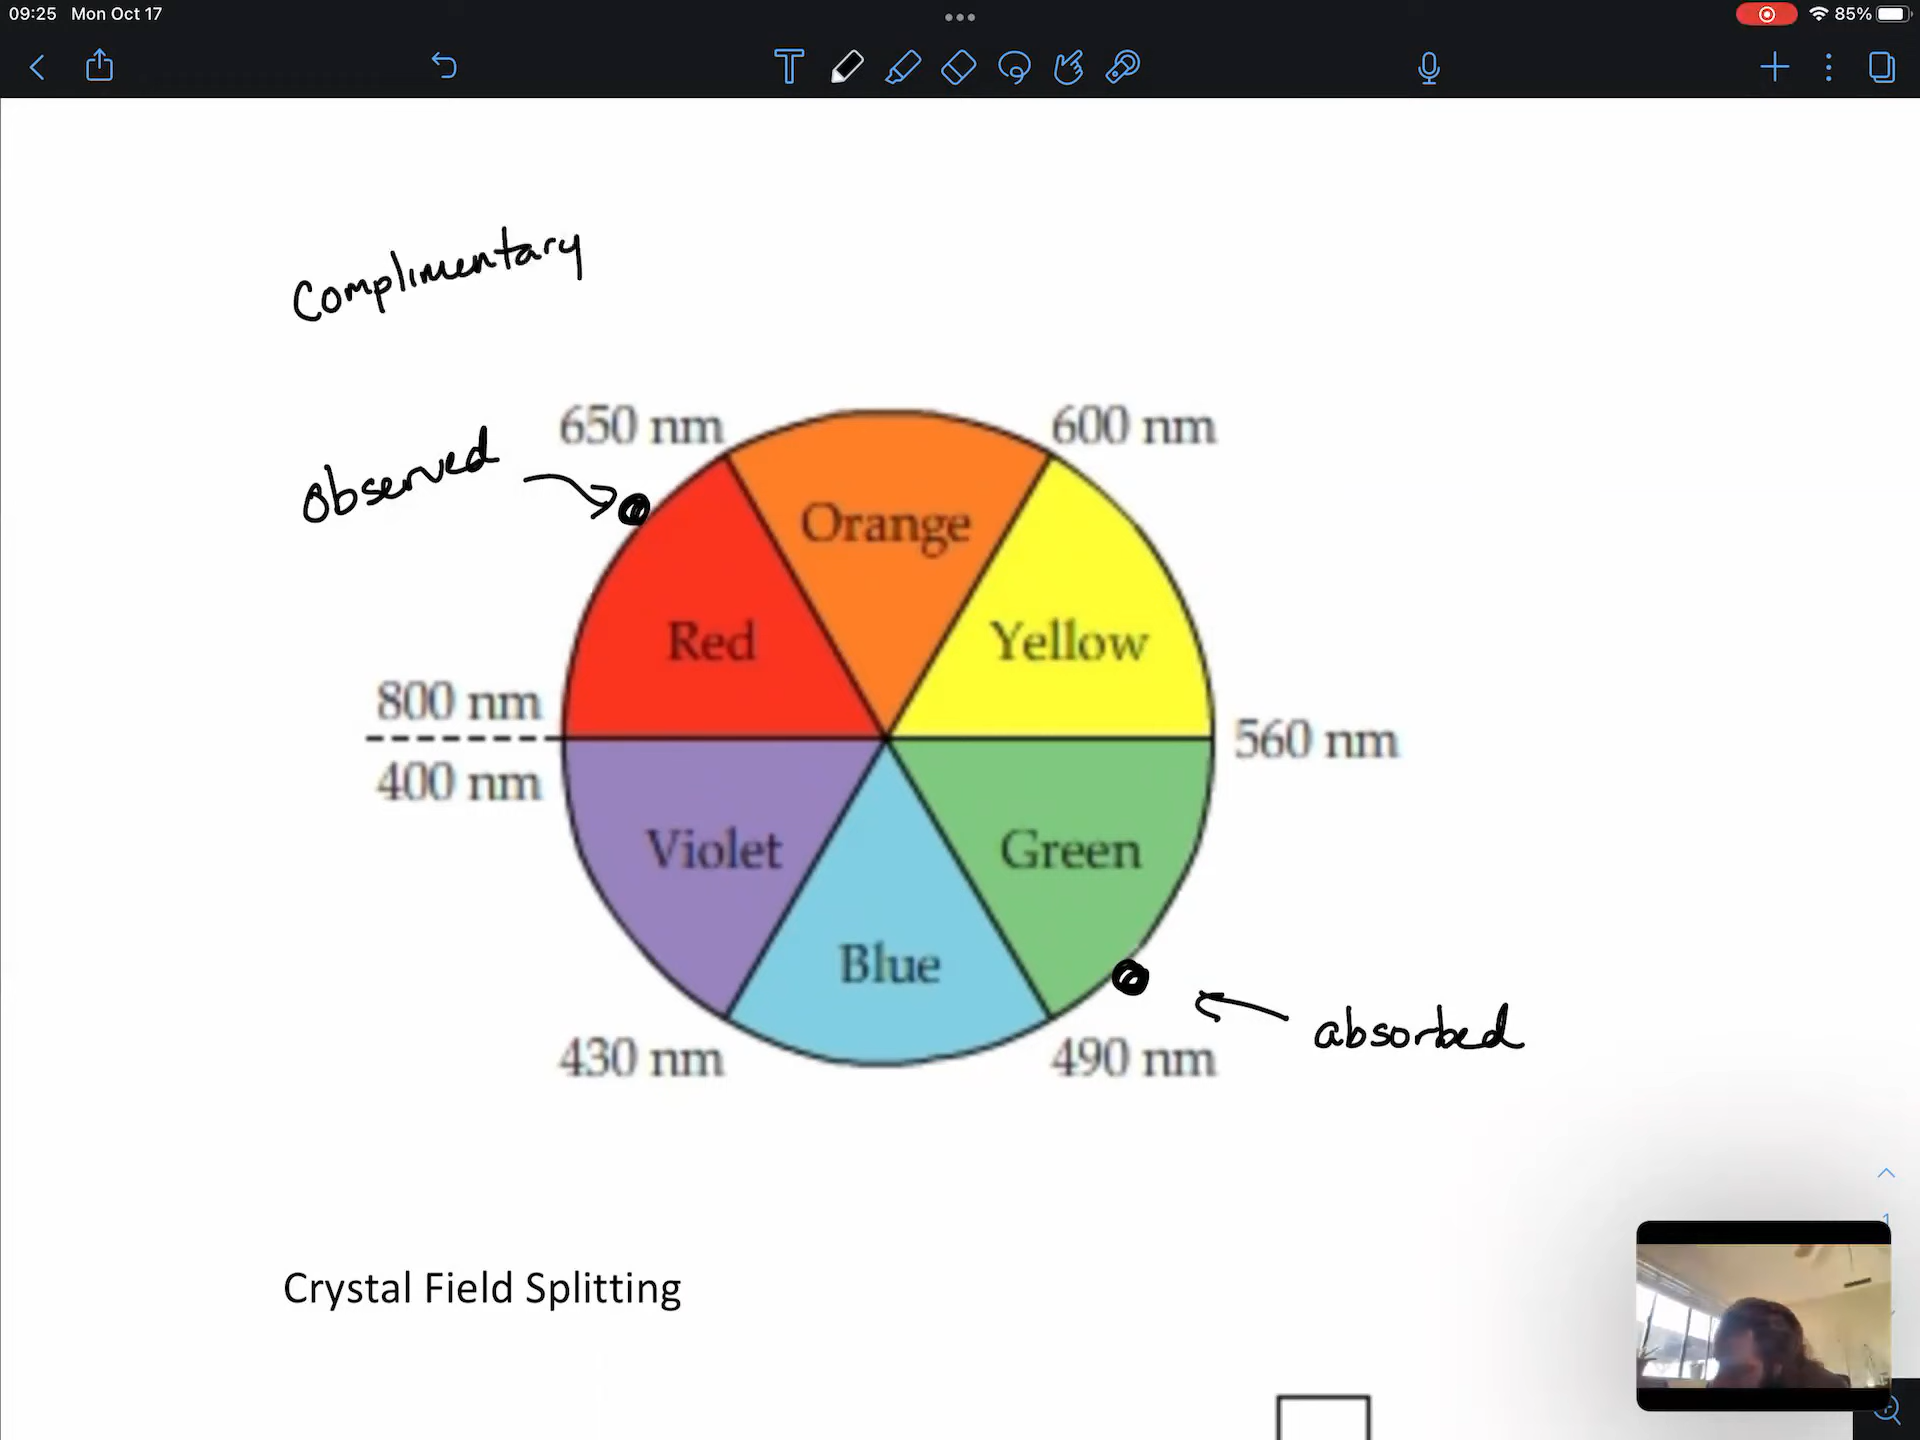 09:25 Mon Oct 17
85%
Complimentary
650 nm
600 nm
Observed
Orange
Red
Yellow
800 nm
560 nm
400 nm
Violet
Green
Blue
absorbed
430 nm
490 nm
1
Crystal Field Splitting